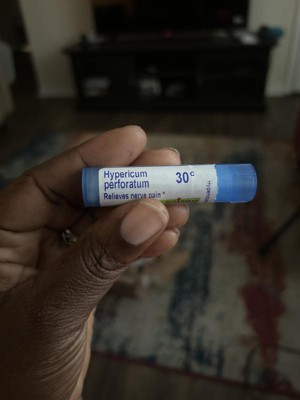 Hypericum
perforatum
30c
Relieves nerve pain *